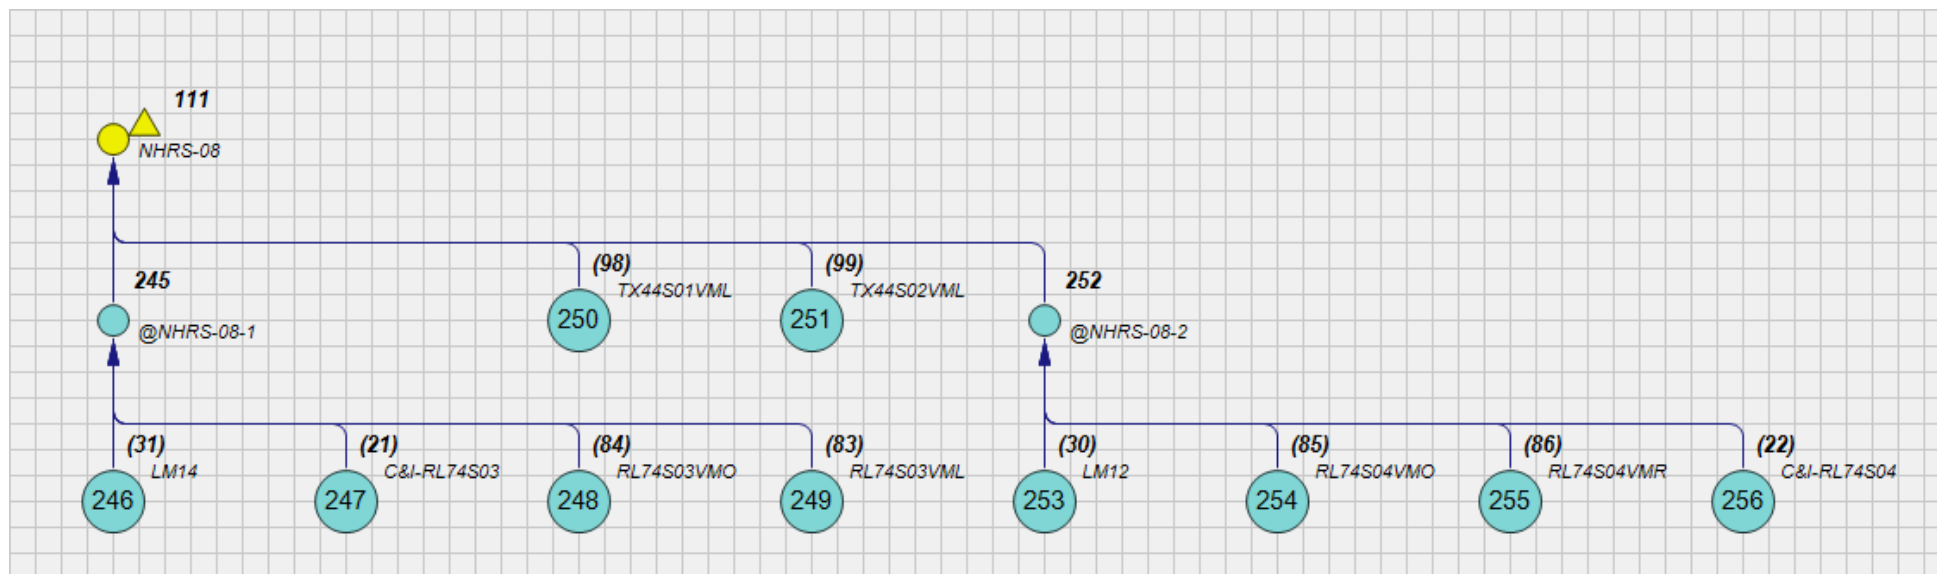 111
NHRS-08
245
@NHRS-08-1
(98)
TX44S01VML
250
(99)
TX44S02VML
251
252
@NHRS-08-2
(31)
LM14
246
(21)
C&I-RL74S03
247
(84)
RL74S03VMO
248
(83)
RL74S03VML
249
(30)
LM12
253
(85)
RL74S04VMO
254
(86)
RL74S04VMR
255
(22)
C&I-RL74S04
256